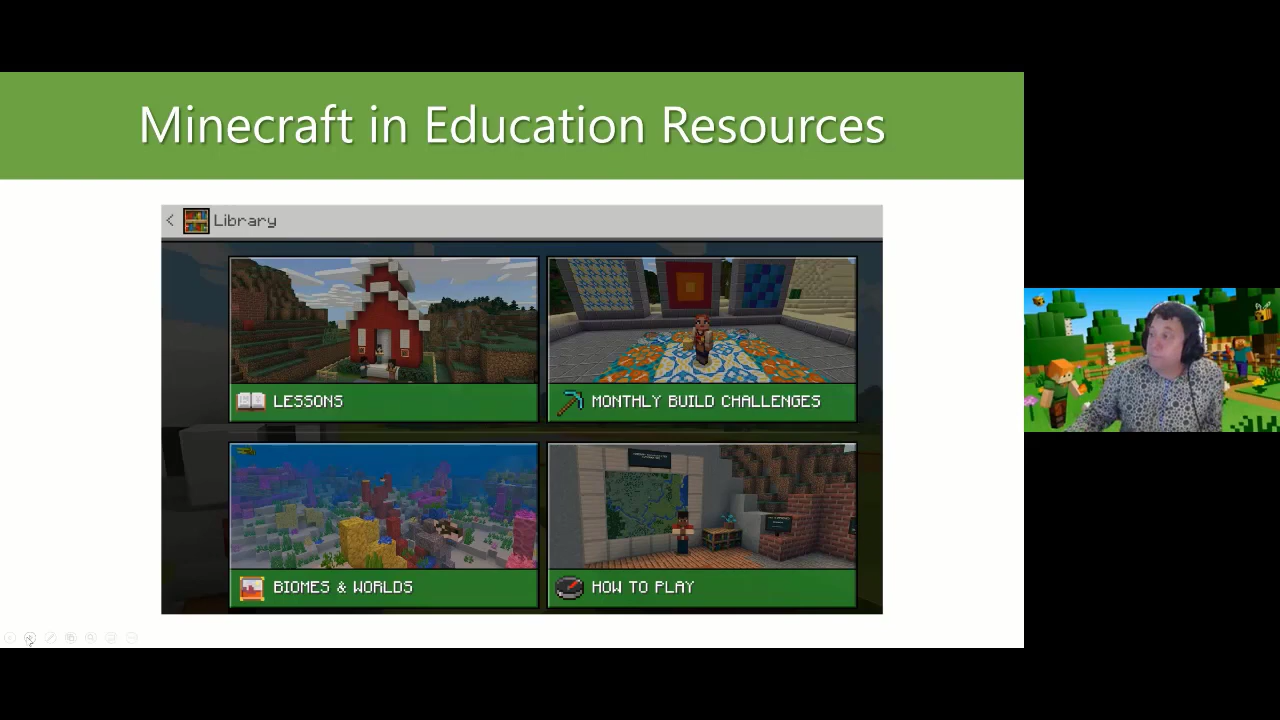 Minecraft in Education Resources
Library
LESSONS
MONTHLY BUILD CHALLENGES
BIOMES & WORLDS
HOW TO PLAY